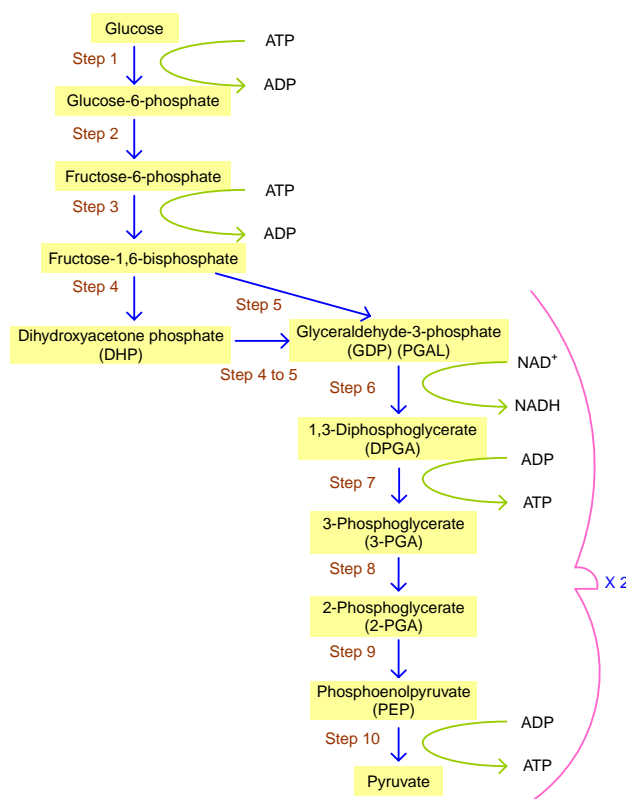 Glucose
ATP
Step 1
ADP
Glucose-6-phosphate
Step 2
Fructose-6-phosphate
ATP
Step 3
ADP
Fructose-1,6-bisphosphate
Step 4
Step 5
Dihydroxyacetone phosphate
(DHP)
Glyceraldehyde-3-phosphate
(GDP) (PGAL)
Step 4 to 5
NAD⁺
Step 6
NADH
1,3-Diphosphoglycerate
(DPGA)
ADP
Step 7
ATP
3-Phosphoglycerate
(3-PGA)
Step 8
X 2
2-Phosphoglycerate
(2-PGA)
Step 9
Phosphoenolpyruvate
(PEP)
ADP
Step 10
ATP
Pyruvate